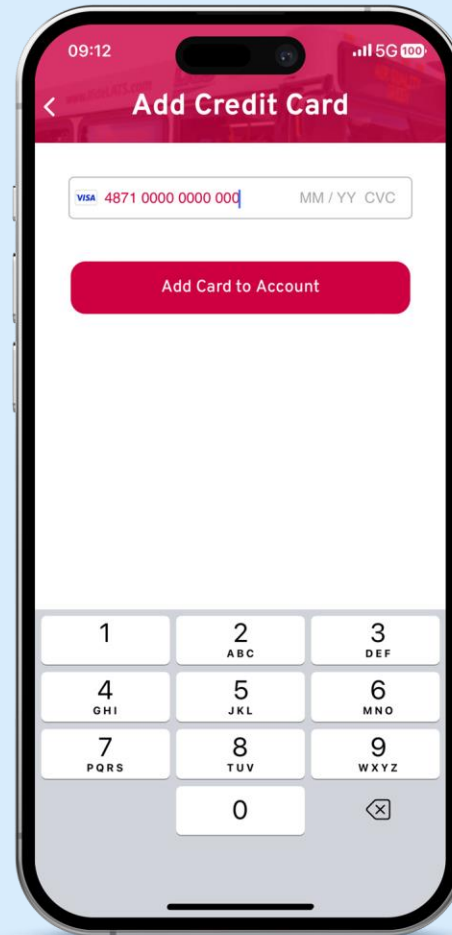 09:12 5G 100
Add Credit Card
VISA 4871 0000 0000 000 MM / YY CVC
Add Card to Account
1 2 3
ABC DEF
4 5 6
GHI JKL MNO
7 8 9
PQRS TUV WXYZ
0